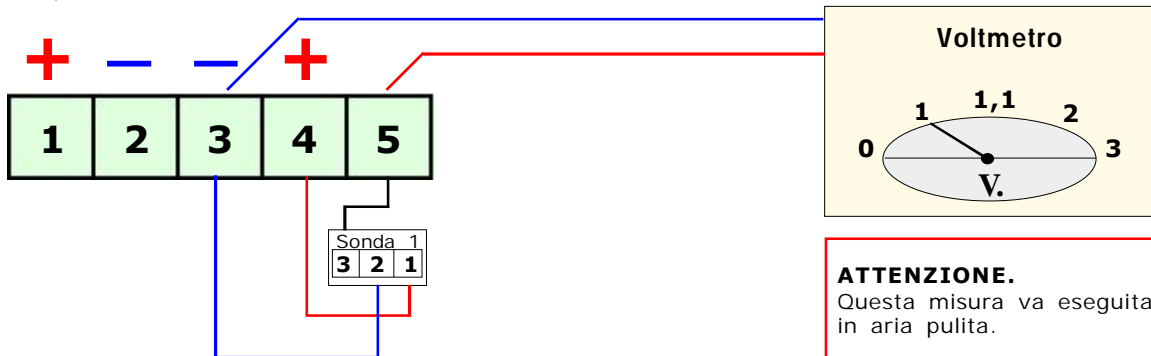 + – – +
1 2 3 4 5
Sonda 1
3 2 1
Voltmetro
0 1 1,1 2 3
V.
ATTENZIONE.
Questa misura va eseguita
in aria pulita.